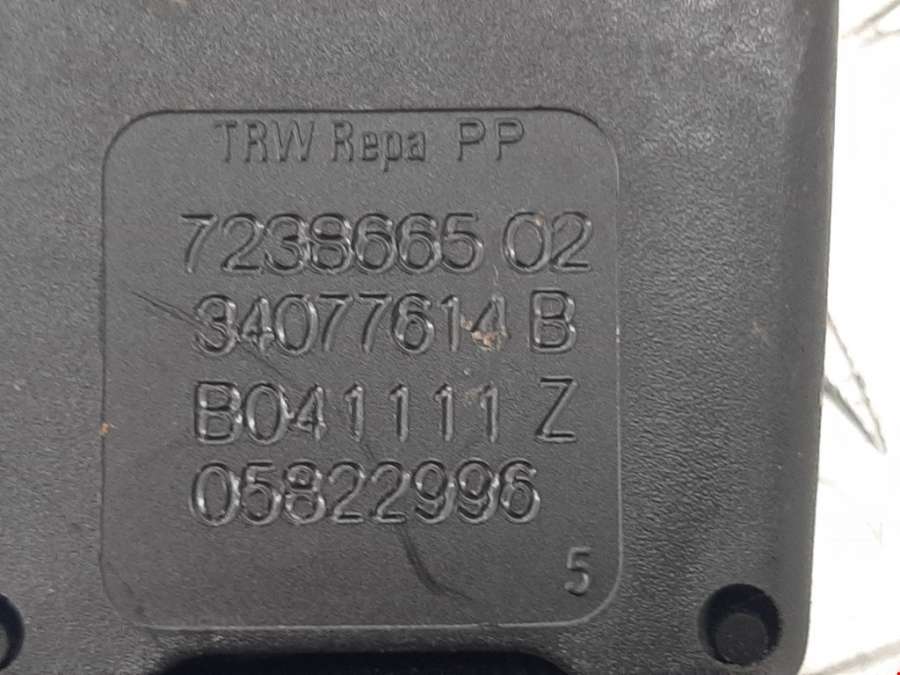 TRW Repa PP
7238665 02
34077614 B
B041111 Z
05822996
5